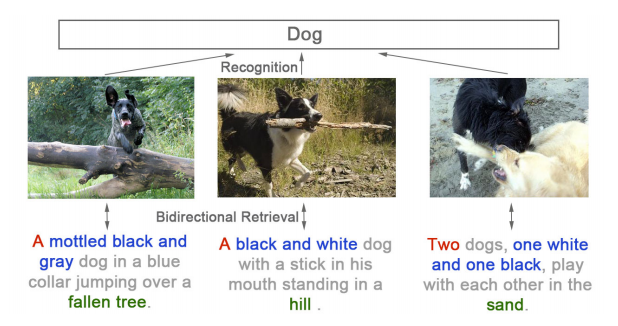 Dog
Recognition
Bidirectional Retrieval
A mottled black and
gray dog in a blue
collar jumping over a
fallen tree.
A black and white dog
with a stick in his
mouth standing in a
hill .
Two dogs, one white
and one black, play
with each other in the
sand.